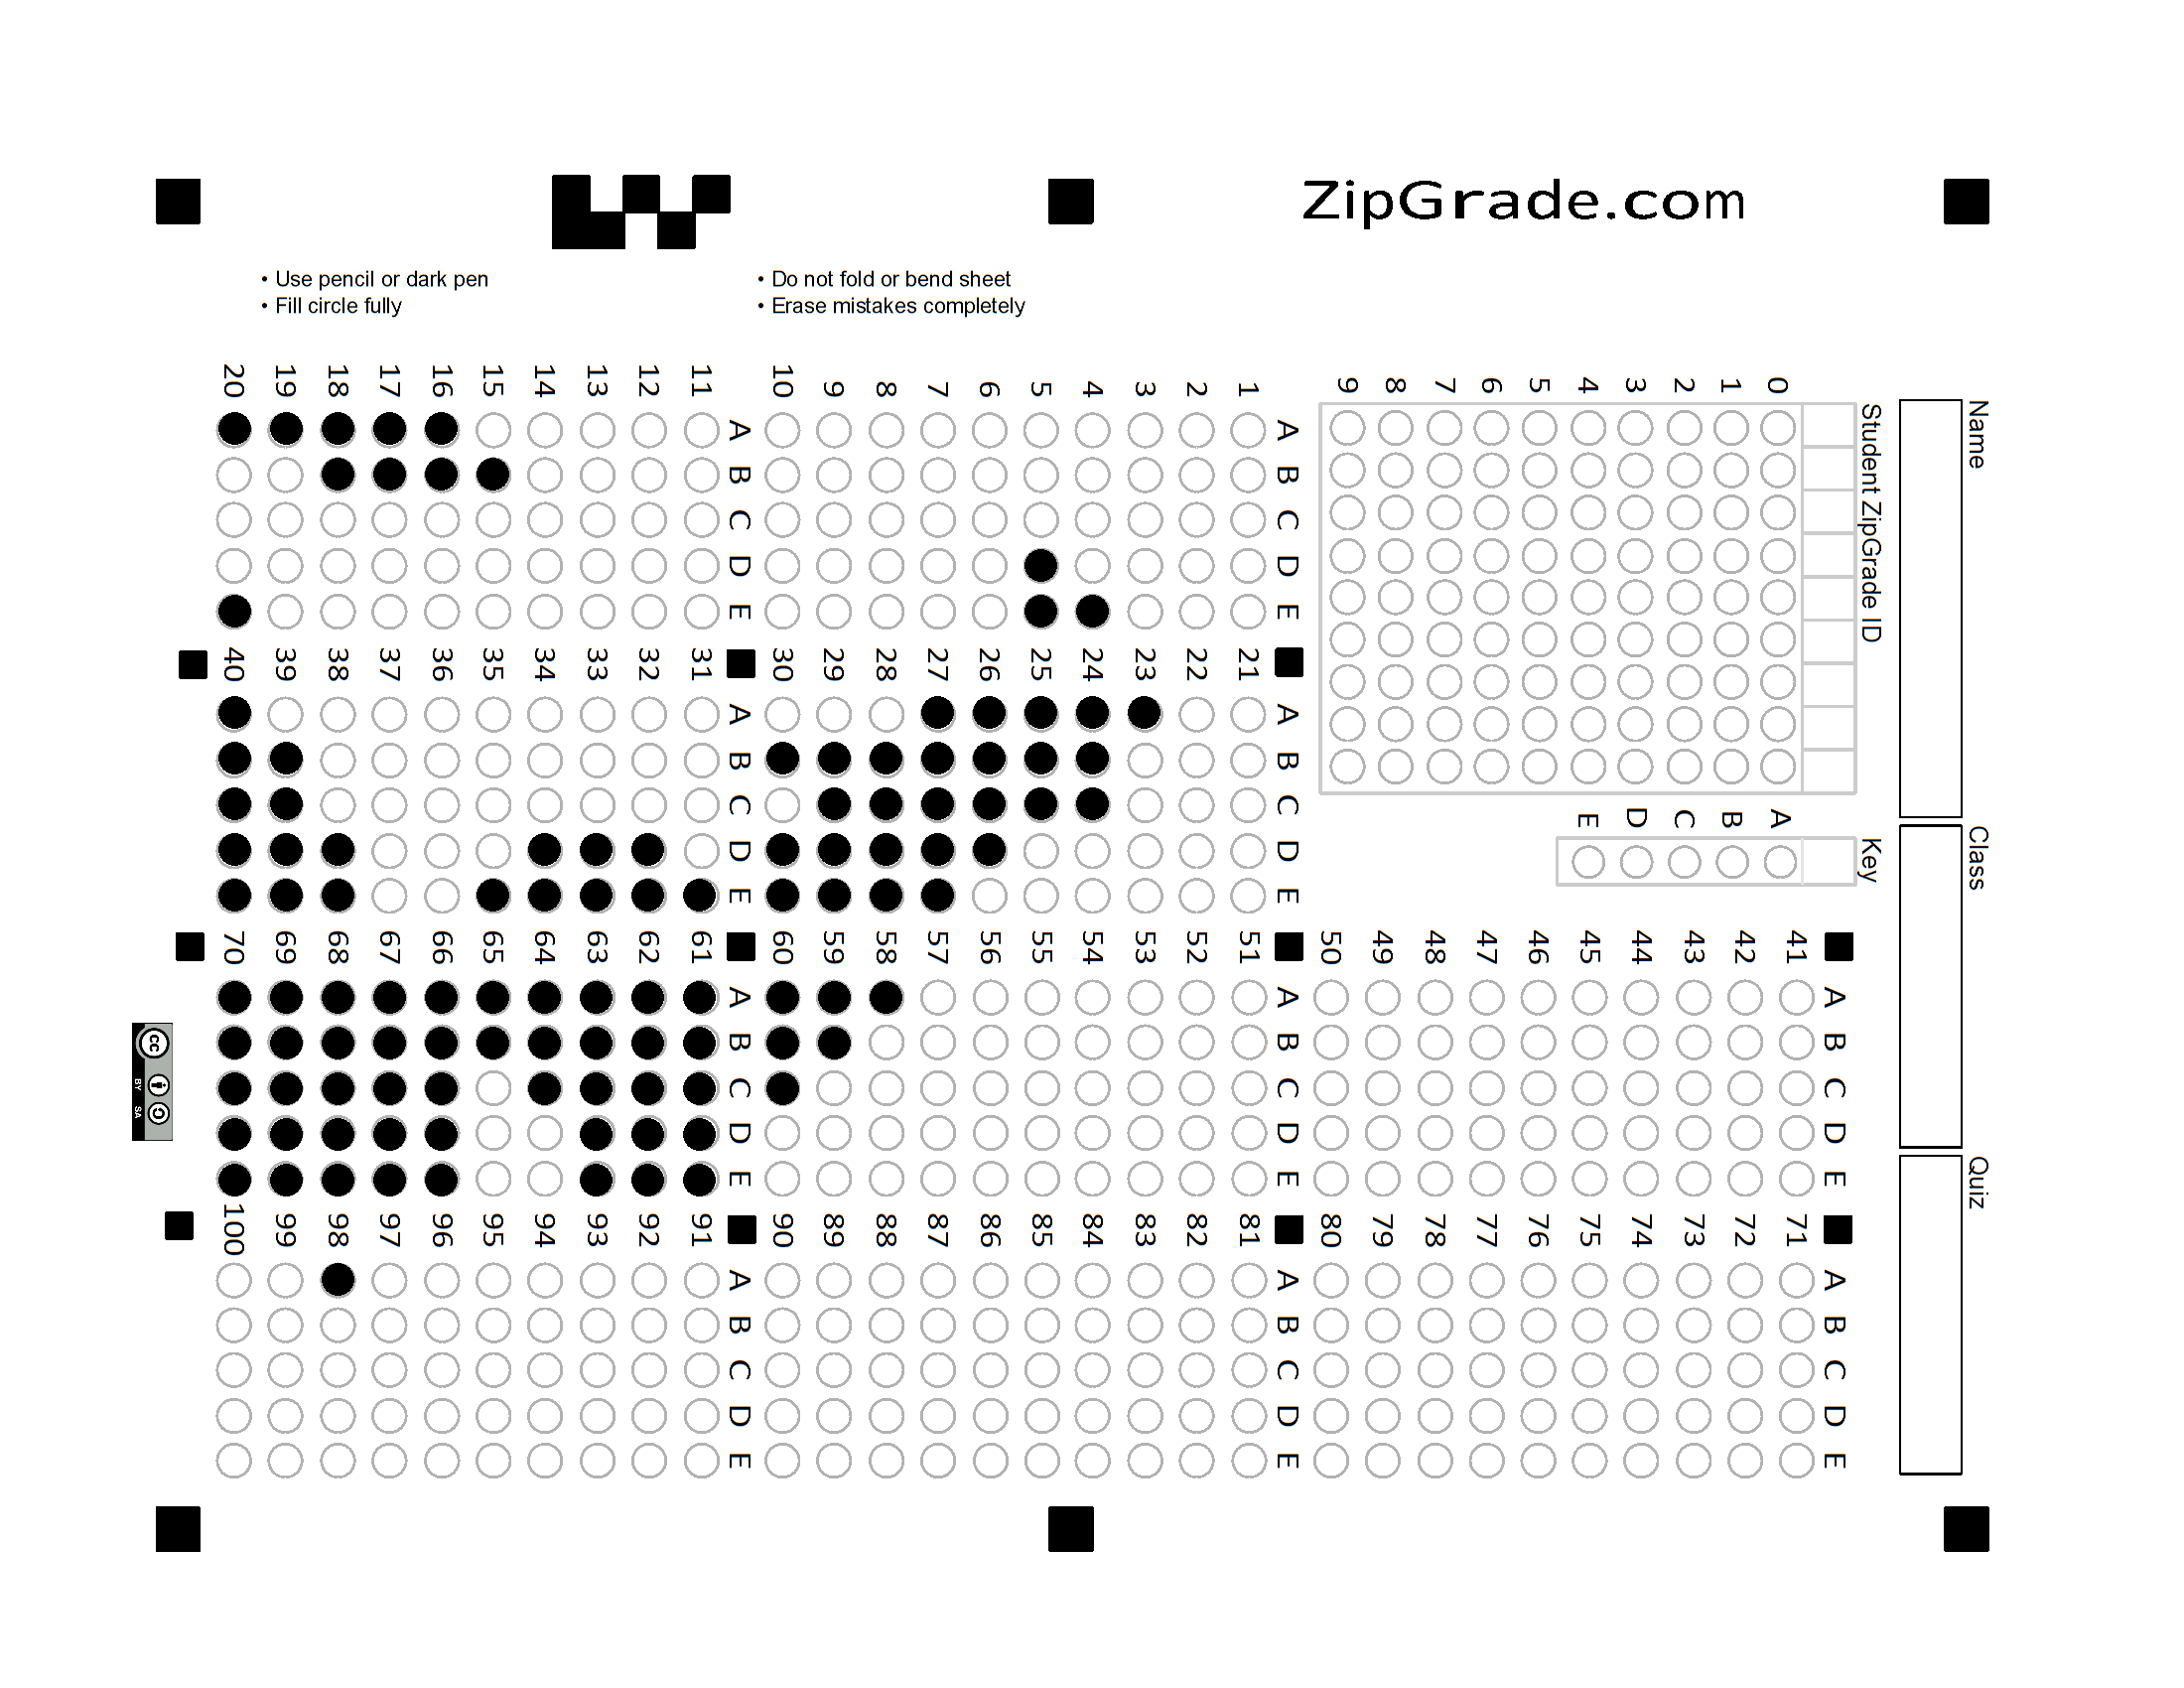 ZipGrade.com
• Use pencil or dark pen
• Fill circle fully
• Do not fold or bend sheet
• Erase mistakes completely
Name
Class
Quiz
Student ZipGrade ID
0 1 2 3 4 5 6 7 8 9
Key
A B C D E
A B C D E
1 2 3 4 5 6 7 8 9 10
A B C D E
11 12 13 14 15 16 17 18 19 20
A B C D E
21 22 23 24 25 26 27 28 29 30
A B C D E
31 32 33 34 35 36 37 38 39 40
A B C D E
41 42 43 44 45 46 47 48 49 50
A B C D E
51 52 53 54 55 56 57 58 59 60
A B C D E
61 62 63 64 65 66 67 68 69 70
A B C D E
71 72 73 74 75 76 77 78 79 80
A B C D E
81 82 83 84 85 86 87 88 89 90
A B C D E
91 92 93 94 95 96 97 98 99 100
cc
BY SA